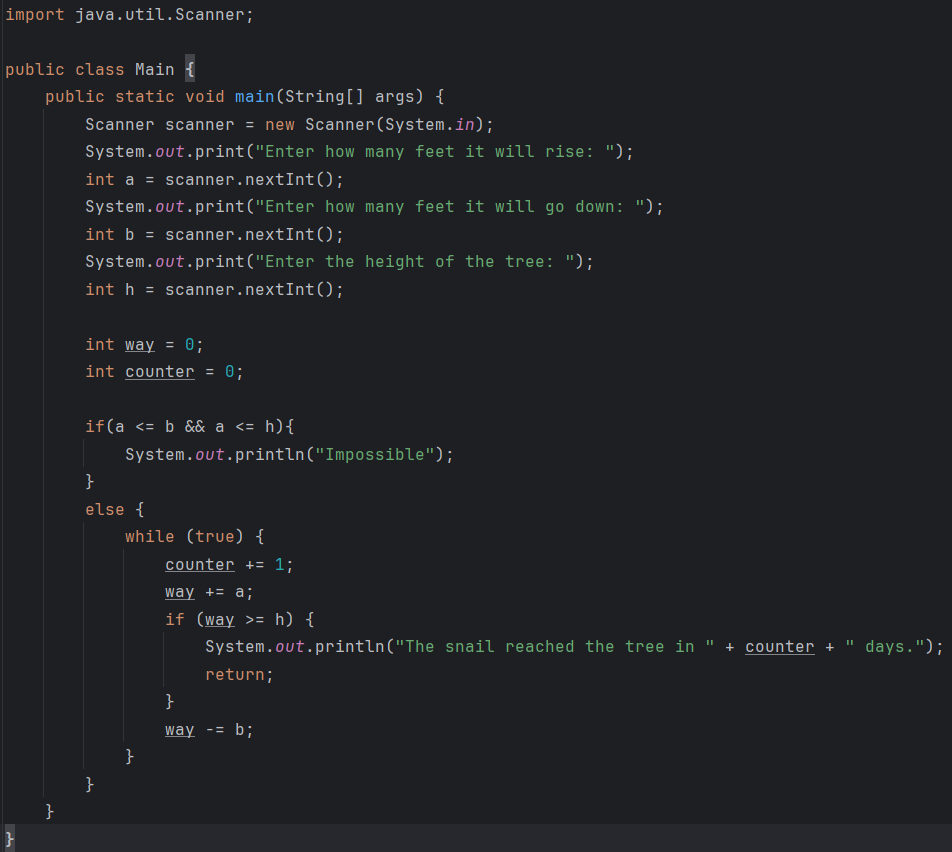 import java.util.Scanner;
public class Main {
public static void main(String[] args) {
Scanner scanner = new Scanner(System.in);
System.out.print("Enter how many feet it will rise: ");
int a = scanner.nextInt();
System.out.print("Enter how many feet it will go down: ");
int b = scanner.nextInt();
System.out.print("Enter the height of the tree: ");
int h = scanner.nextInt();
int way = 0;
int counter = 0;
if(a <= b && a <= h){
System.out.println("Impossible");
}
else {
while (true) {
counter += 1;
way += a;
if (way >= h) {
System.out.println("The snail reached the tree in " + counter + " days.");
return;
}
way -= b;
}
}
}
}